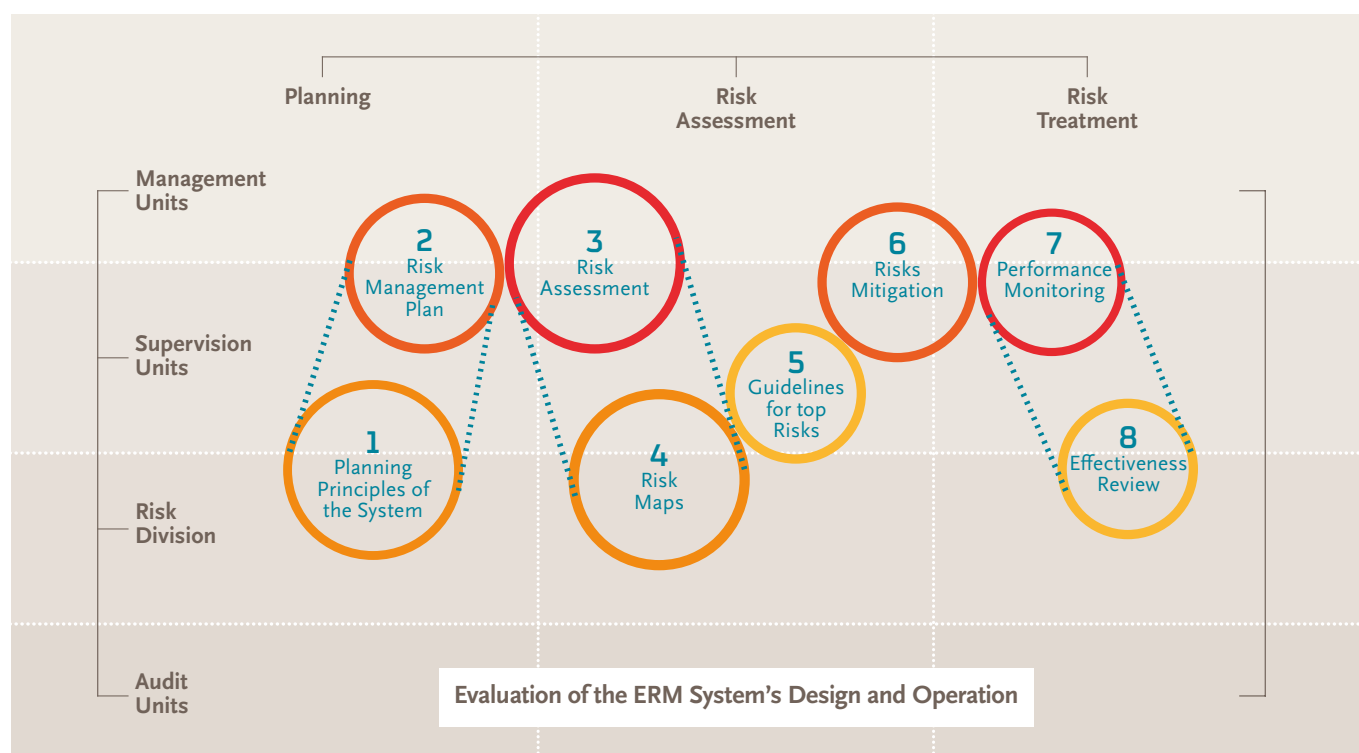 Planning
Risk
Assessment
Risk
Treatment
Management
Units
Supervision
Units
Risk
Division
Audit
Units
1
Planning
Principles of
the System
2
Risk
Management
Plan
3
Risk
Assessment
4
Risk
Maps
5
Guidelines
for top
Risks
6
Risks
Mitigation
7
Performance
Monitoring
8
Effectiveness
Review
Evaluation of the ERM System's Design and Operation